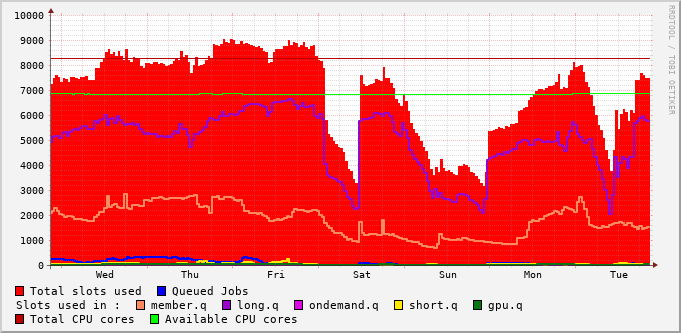 10000
9000
8000
7000
6000
5000
4000
3000
2000
1000
0
Wed Thu Fri Sat Sun Mon Tue
RRDTOOL / TOBI OETIKER
Total slots used Queued Jobs
Slots used in : member.q long.q ondemand.q short.q gpu.q
Total CPU cores Available CPU cores